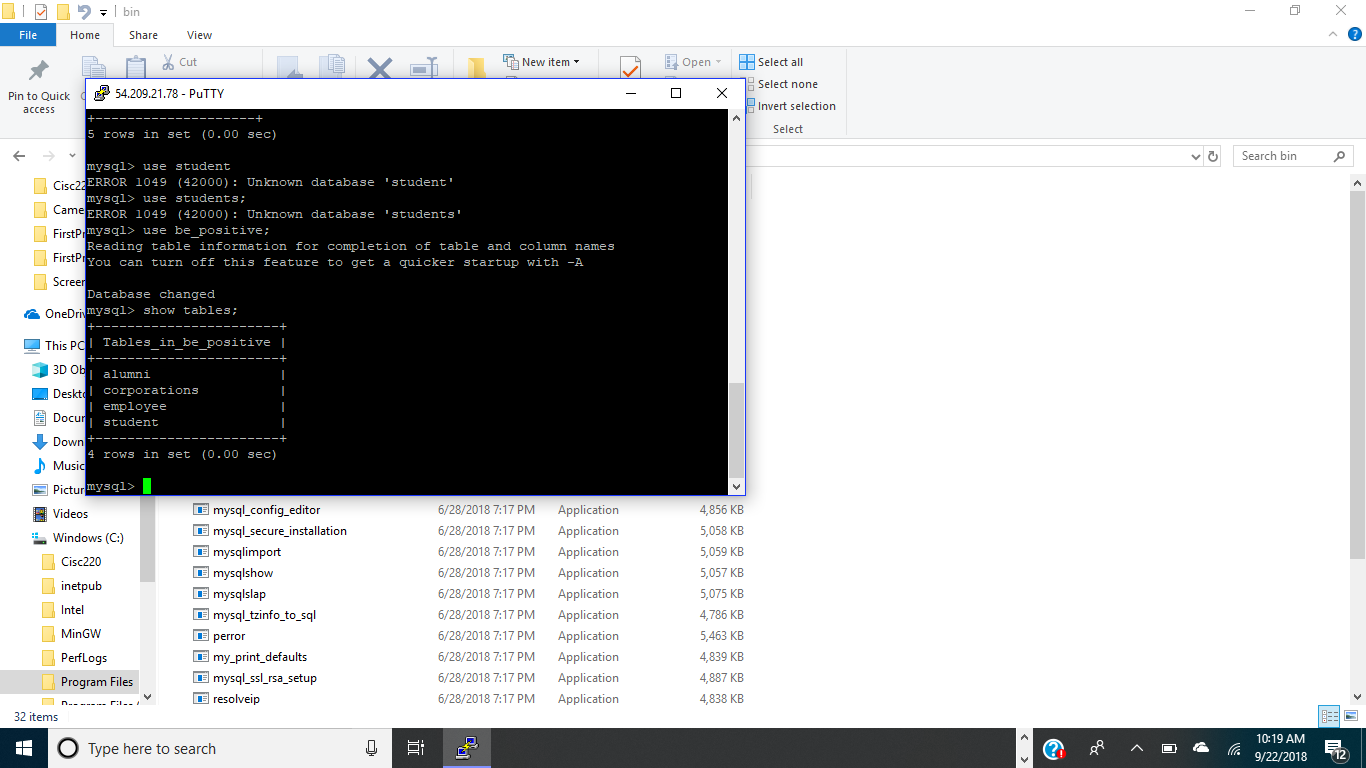 bin
File
Home
Share
View
Pin to Quick
Cut
New item
Open
Select all
Select none
Invert selection
Select
Search bin
54.209.21.78 - PuTTY
+--------------------+
5 rows in set (0.00 sec)
mysql> use student
ERROR 1049 (42000): Unknown database 'student'
mysql> use students;
ERROR 1049 (42000): Unknown database 'students'
mysql> use be_positive;
Reading table information for completion of table and column names
You can turn off this feature to get a quicker startup with -A
Database changed
mysql> show tables;
+-----------------------+
| Tables_in_be_positive |
+-----------------------+
| alumni                |
| corporations          |
| employee              |
| student               |
+-----------------------+
4 rows in set (0.00 sec)
mysql>
Cisc22
Came
FirstPr
FirstPr
Screer
OneDriv
This PC
3D Ob
Deskto
Docur
Down
Music
Pictur
Videos
Windows (C:)
Cisc220
inetpub
Intel
MinGW
PerfLogs
Program Files
mysql_config_editor 6/28/2018 7:17 PM Application 4,856 KB
mysql_secure_installation 6/28/2018 7:17 PM Application 5,058 KB
mysqlimport 6/28/2018 7:17 PM Application 5,059 KB
mysqlshow 6/28/2018 7:17 PM Application 5,057 KB
mysqlslap 6/28/2018 7:17 PM Application 5,075 KB
mysql_tzinfo_to_sql 6/28/2018 7:17 PM Application 4,786 KB
perror 6/28/2018 7:17 PM Application 5,463 KB
my_print_defaults 6/28/2018 7:17 PM Application 4,839 KB
mysql_ssl_rsa_setup 6/28/2018 7:17 PM Application 4,887 KB
resolveip 6/28/2018 7:17 PM Application 4,838 KB
32 items
Type here to search
10:19 AM
9/22/2018
12